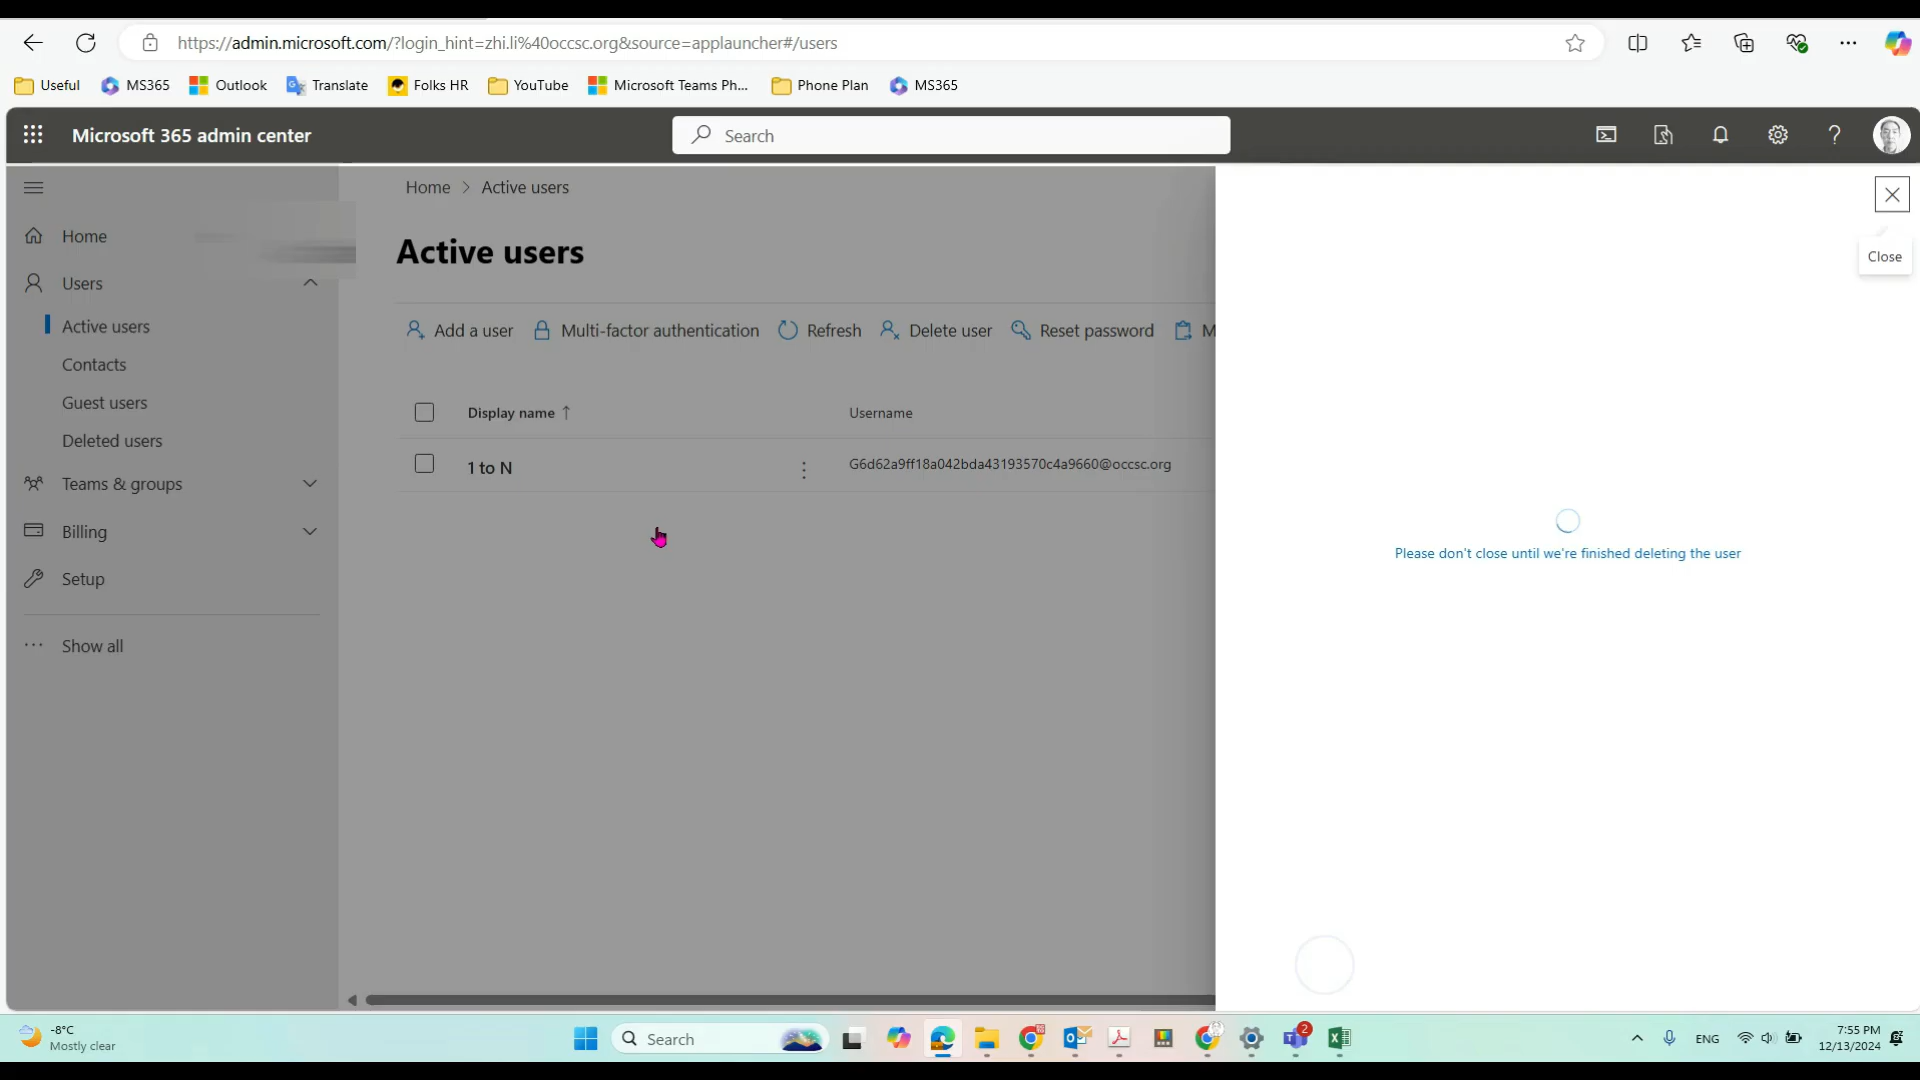 https://admin.microsoft.com/?login_hint=zhi.li%40occsc.org&source=applauncher#/users
Useful MS365 Outlook Translate Folks HR YouTube Microsoft Teams Ph... Phone Plan MS365
Microsoft 365 admin center
Search
Home
Users
Active users
Contacts
Guest users
Deleted users
Teams & groups
Billing
Setup
Show all
Home > Active users
Active users
Add a user Multi-factor authentication Refresh Delete user Reset password M
Display name ↑ Username
1 to N G6d62a9ff18a042bda43193570c4a9660@occsc.org
Close
Please don't close until we're finished deleting the user
-8°C
Mostly clear
Search
2
ENG
7:55 PM
12/13/2024